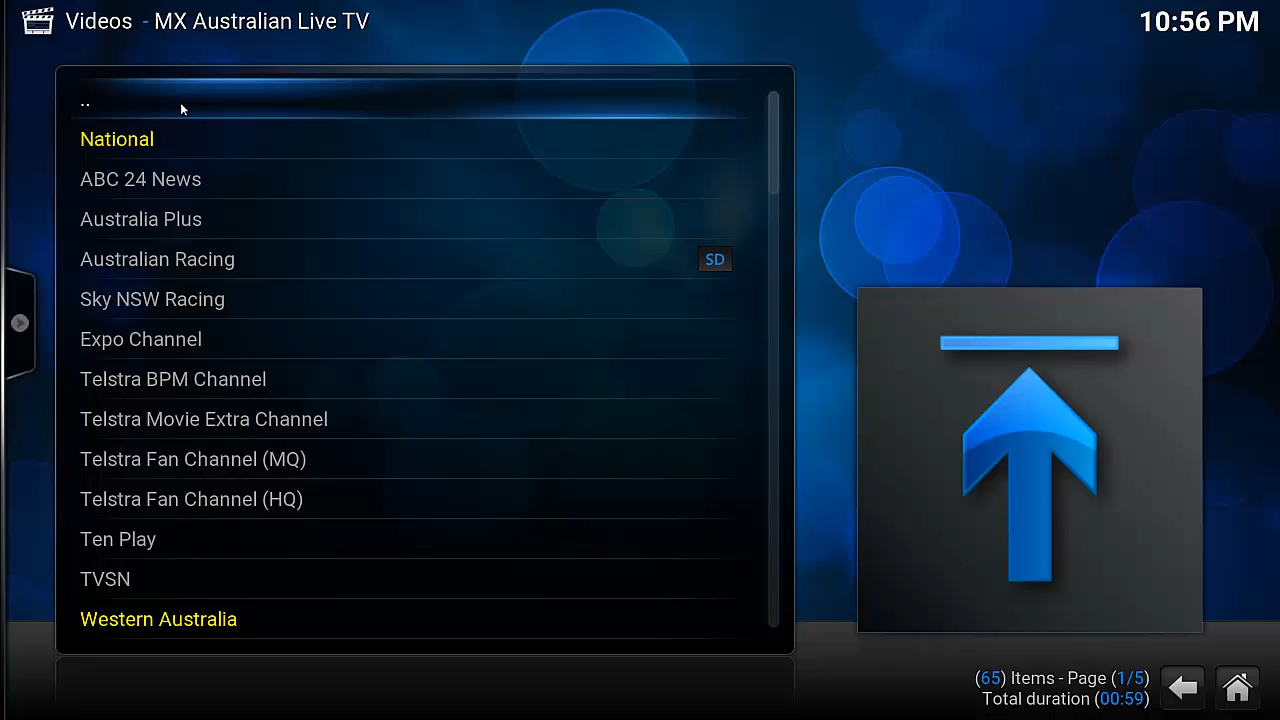 Videos - MX Australian Live TV
10:56 PM
..
National
ABC 24 News
Australia Plus
Australian Racing SD
Sky NSW Racing
Expo Channel
Telstra BPM Channel
Telstra Movie Extra Channel
Telstra Fan Channel (MQ)
Telstra Fan Channel (HQ)
Ten Play
TVSN
Western Australia
(65) Items - Page (1/5)
Total duration (00:59)